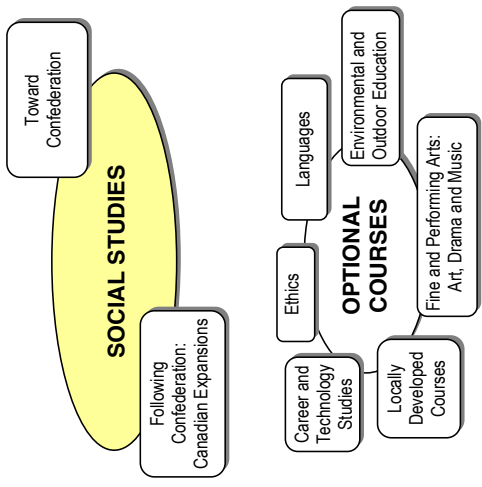 SOCIAL STUDIES
Toward
Confederation
Following
Confederation:
Canadian Expansions
OPTIONAL
COURSES
Ethics
Languages
Environmental and
Outdoor Education
Fine and Performing Arts:
Art, Drama and Music
Locally
Developed
Courses
Career and
Technology
Studies